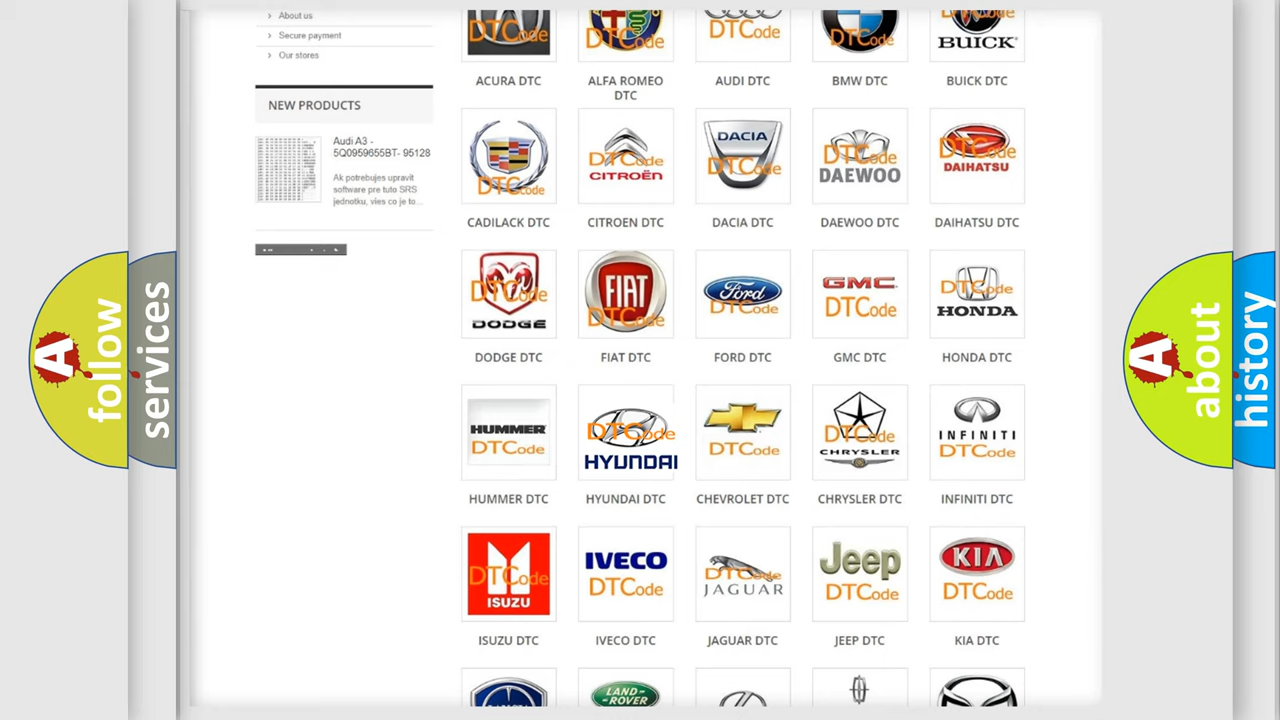 About us
Secure payment
Our stores
NEW PRODUCTS
Audi A3 -
5Q0959655BT- 95128
Ak potrebujes upravit
software pre tuto SRS
jednotku, vies co je to...
DTCode
DTCode
DTCode
DTCode
BUICK
ACURA DTC
ALFA ROMEO
DTC
AUDI DTC
BMW DTC
BUICK DTC
DTCode
DTCode
CITROËN
DACIA
DTCode
DTCode
DAEWOO
DTCode
DAIHATSU
CADILACK DTC
CITROEN DTC
DACIA DTC
DAEWOO DTC
DAIHATSU DTC
DTCode
DODGE
FIAT
DTCode
Ford
DTCode
GMC
DTCode
DTCode
HONDA
DODGE DTC
FIAT DTC
FORD DTC
GMC DTC
HONDA DTC
HUMMER
DTCode
DTCode
HYUNDAI
DTCode
DTCode
CHRYSLER
INFINITI
DTCode
HUMMER DTC
HYUNDAI DTC
CHEVROLET DTC
CHRYSLER DTC
INFINITI DTC
DTCode
ISUZU
IVECO
DTCode
DTCode
JAGUAR
Jeep
DTCode
KIA
DTCode
ISUZU DTC
IVECO DTC
JAGUAR DTC
JEEP DTC
KIA DTC
LAND-
ROVER
A
follow
services
A
about
history